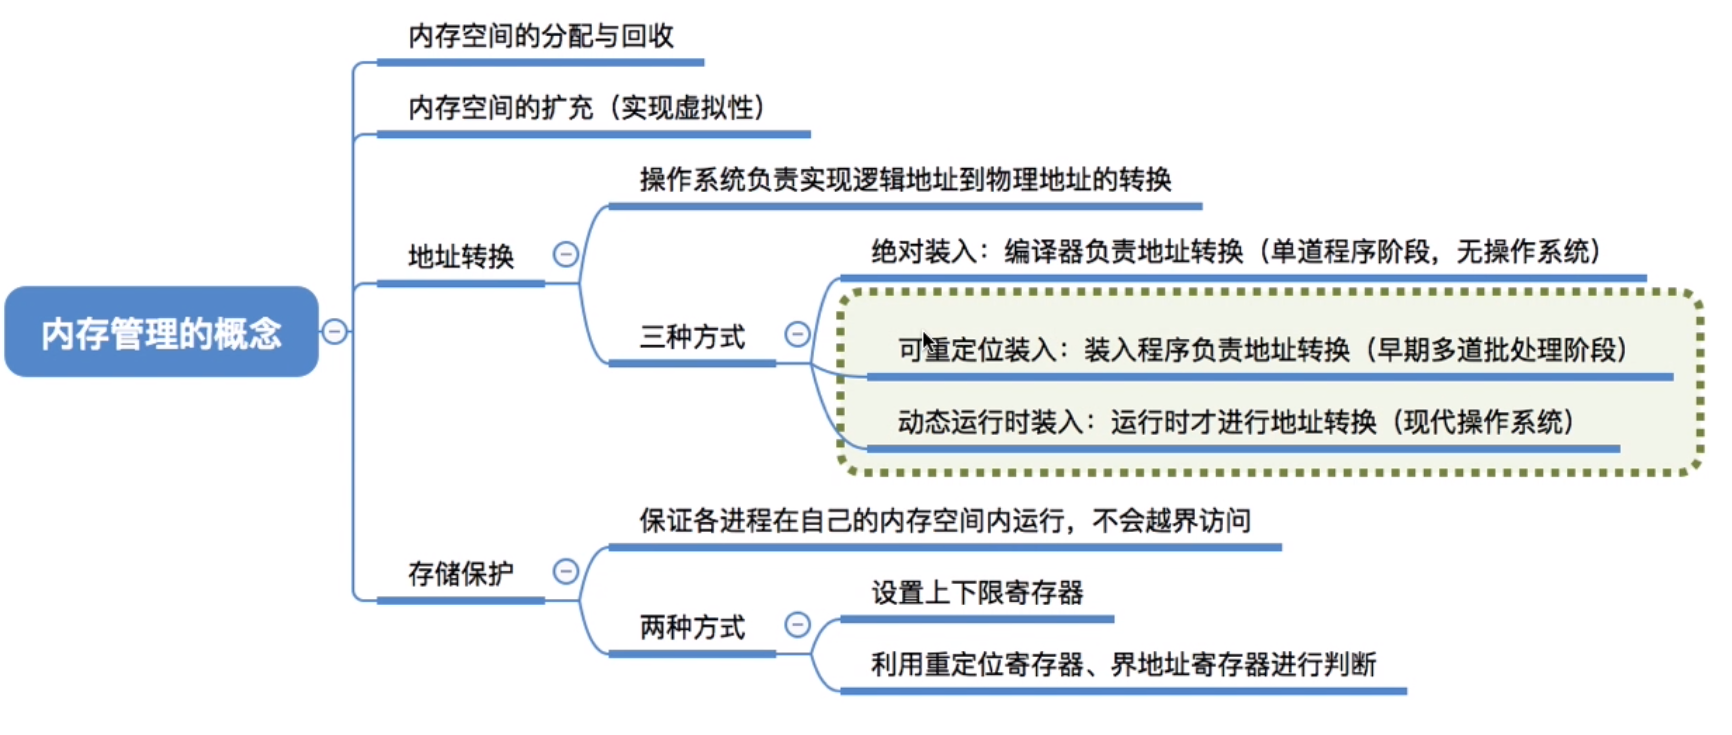 内存空间的分配与回收
内存空间的扩充（实现虚拟性）
操作系统负责实现逻辑地址到物理地址的转换
地址转换
绝对装入：编译器负责地址转换（单道程序阶段，无操作系统）
内存管理的概念
三种方式
可重定位装入：装入程序负责地址转换（早期多道批处理阶段）
动态运行时装入：运行时才进行地址转换（现代操作系统）
保证各进程在自己的内存空间内运行，不会越界访问
存储保护
设置上下限寄存器
两种方式
利用重定位寄存器、界地址寄存器进行判断